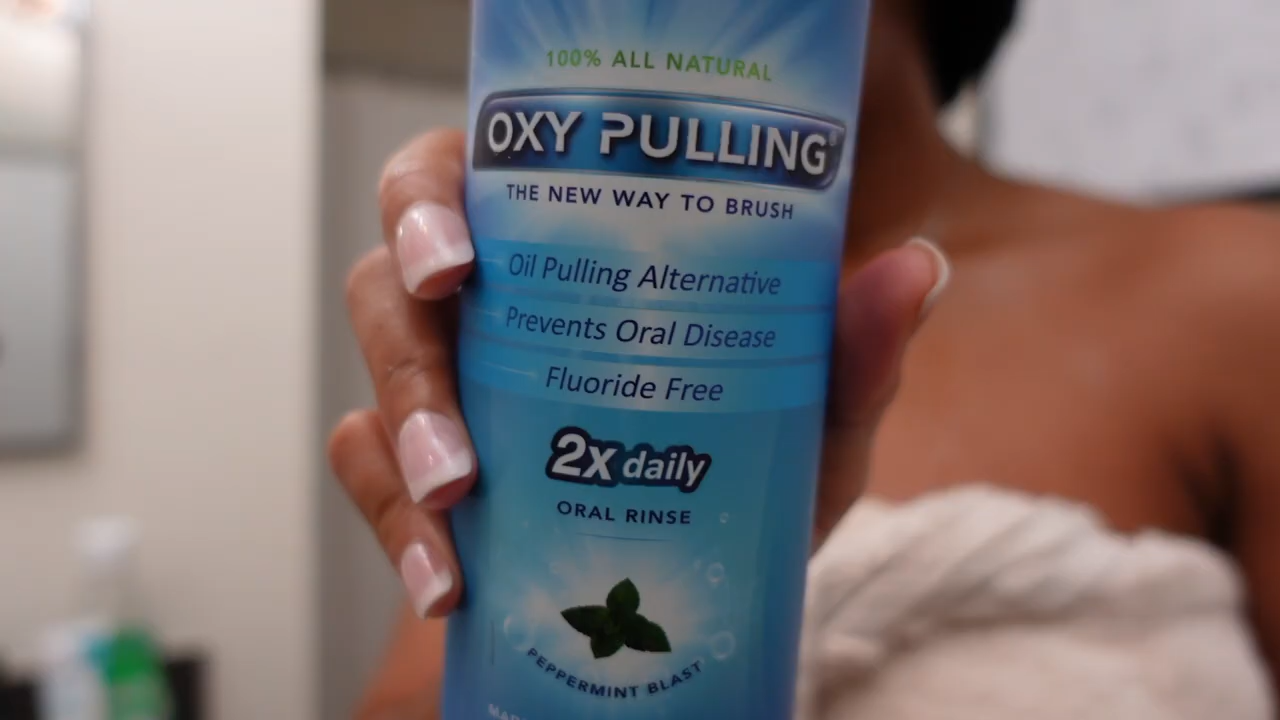 100% ALL NATURAL
OXY PULLING®
THE NEW WAY TO BRUSH
Oil Pulling Alternative
Prevents Oral Disease
Fluoride Free
2x daily
ORAL RINSE
PEPPERMINT BLAST